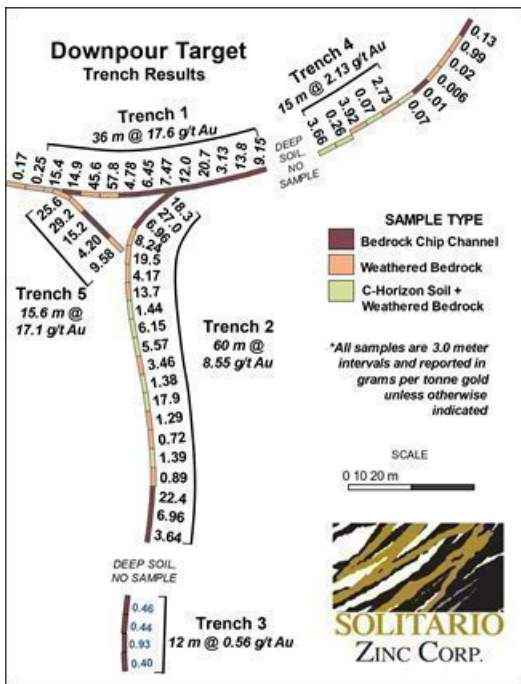 Downpour Target
Trench Results
Trench 4
15 m @ 2.13 g/t Au
0.13
0.99
0.02
0.006
0.01
0.07
2.73
0.07
3.92
0.26
3.66
DEEP
SOIL,
NO
SAMPLE
Trench 1
36 m @ 17.6 g/t Au
0.17
0.25
15.4
14.9
45.6
57.8
4.78
6.45
7.47
12.0
20.7
3.13
13.8
9.15
25.6
29.2
15.2
4.20
9.58
Trench 5
15.6 m @
17.1 g/t Au
18.3
27.0
6.96
8.24
19.5
4.17
13.7
1.44
6.15
5.57
3.46
1.38
17.9
1.29
0.72
1.39
0.89
22.4
6.96
3.64
Trench 2
60 m @
8.55 g/t Au
SAMPLE TYPE
Bedrock Chip Channel
Weathered Bedrock
C-Horizon Soil +
Weathered Bedrock
*All samples are 3.0 meter
intervals and reported in
grams per tonne gold
unless otherwise
indicated
SCALE
0 10 20 m
DEEP SOIL,
NO SAMPLE
0.46
0.44
0.93
0.40
Trench 3
12 m @ 0.56 g/t Au
SOLITARIO
ZINC CORP.